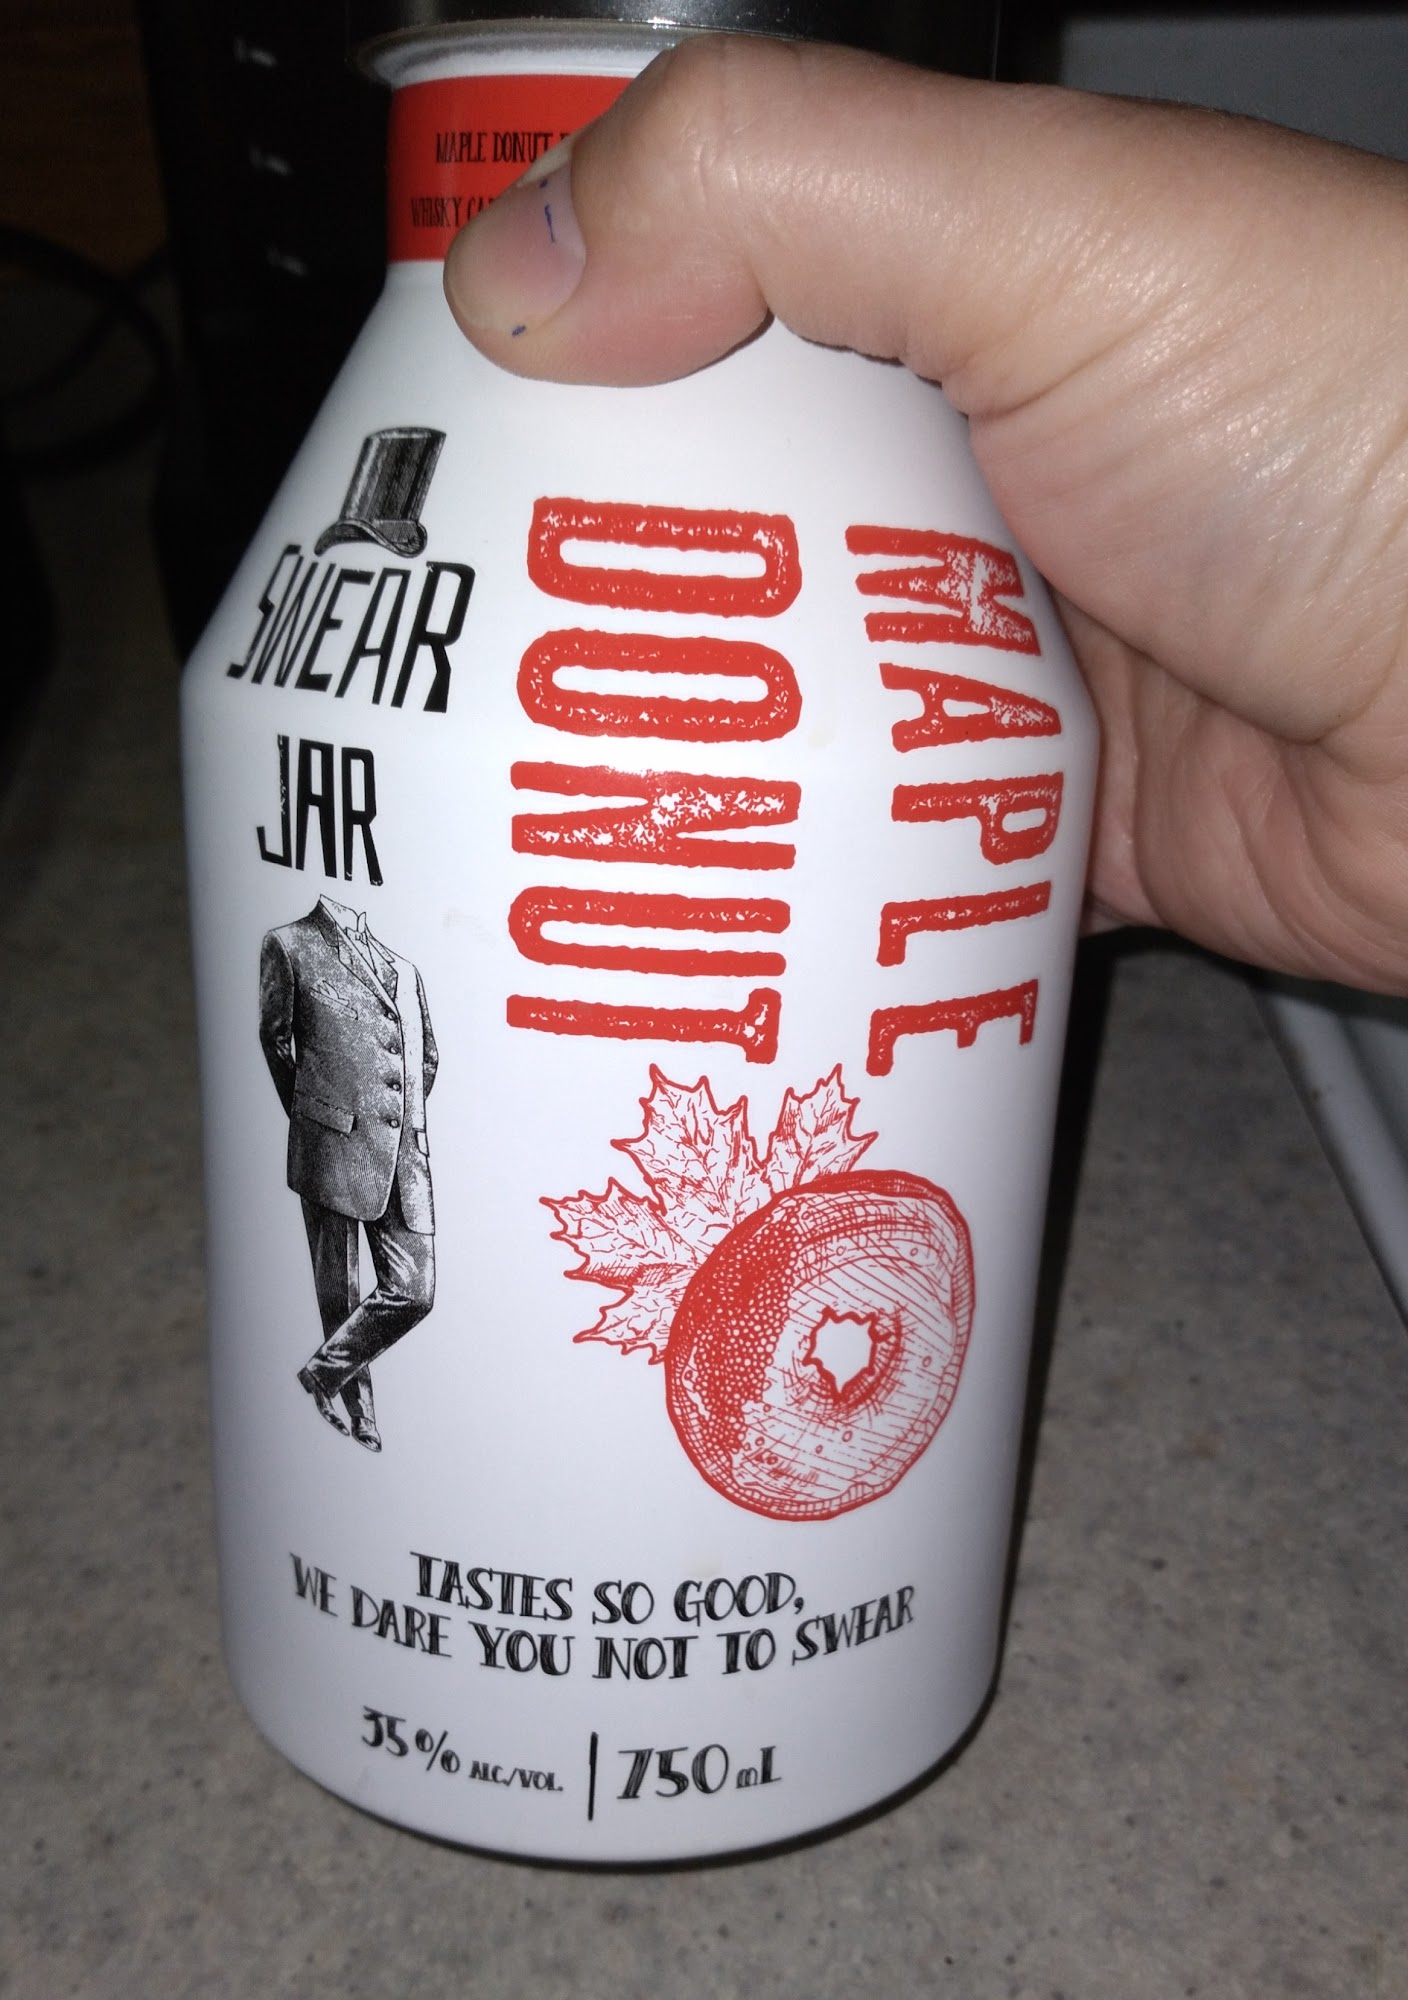 MAPLE DONUT
WHISKY
SWEAR
JAR
MAPLE
DONUT
TASTES SO GOOD,
WE DARE YOU NOT TO SWEAR
35% ALC/VOL. | 750 mL